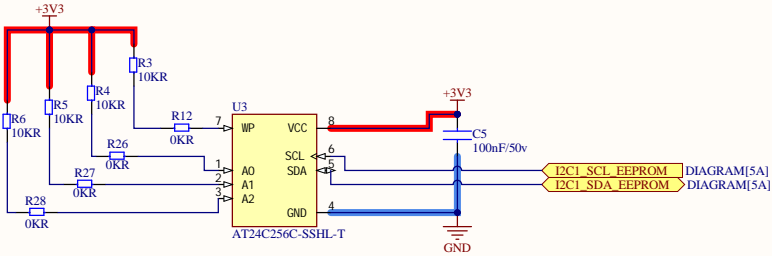 +3V3
R3
10KR
R4
10KR
R5
10KR
R6
10KR
R12
0KR
R26
0KR
R27
0KR
R28
0KR
U3
7 WP
VCC 8
SCL 6
SDA 5
1 A0
2 A1
3 A2
GND 4
AT24C256C-SSHL-T
+3V3
C5
100nF/50v
I2C1_SCL_EEPROM DIAGRAM[5A]
I2C1_SDA_EEPROM DIAGRAM[5A]
GND